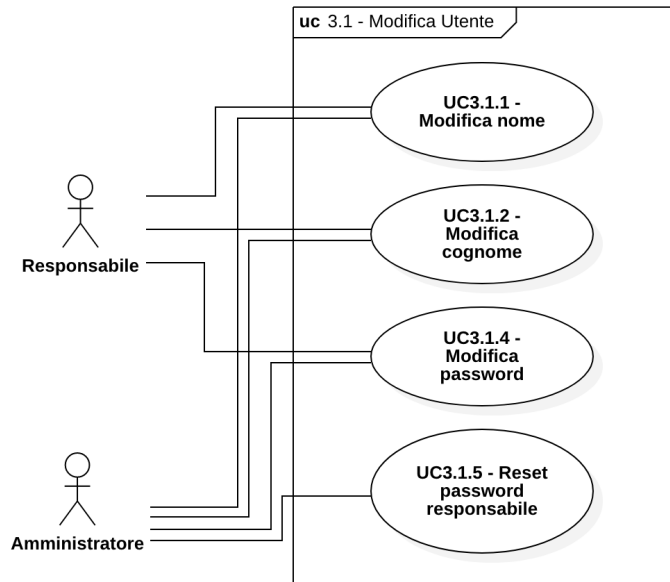 uc 3.1 - Modifica Utente
UC3.1.1 -
Modifica nome
UC3.1.2 -
Modifica
cognome
Responsabile
UC3.1.4 -
Modifica
password
UC3.1.5 - Reset
password
responsabile
Amministratore